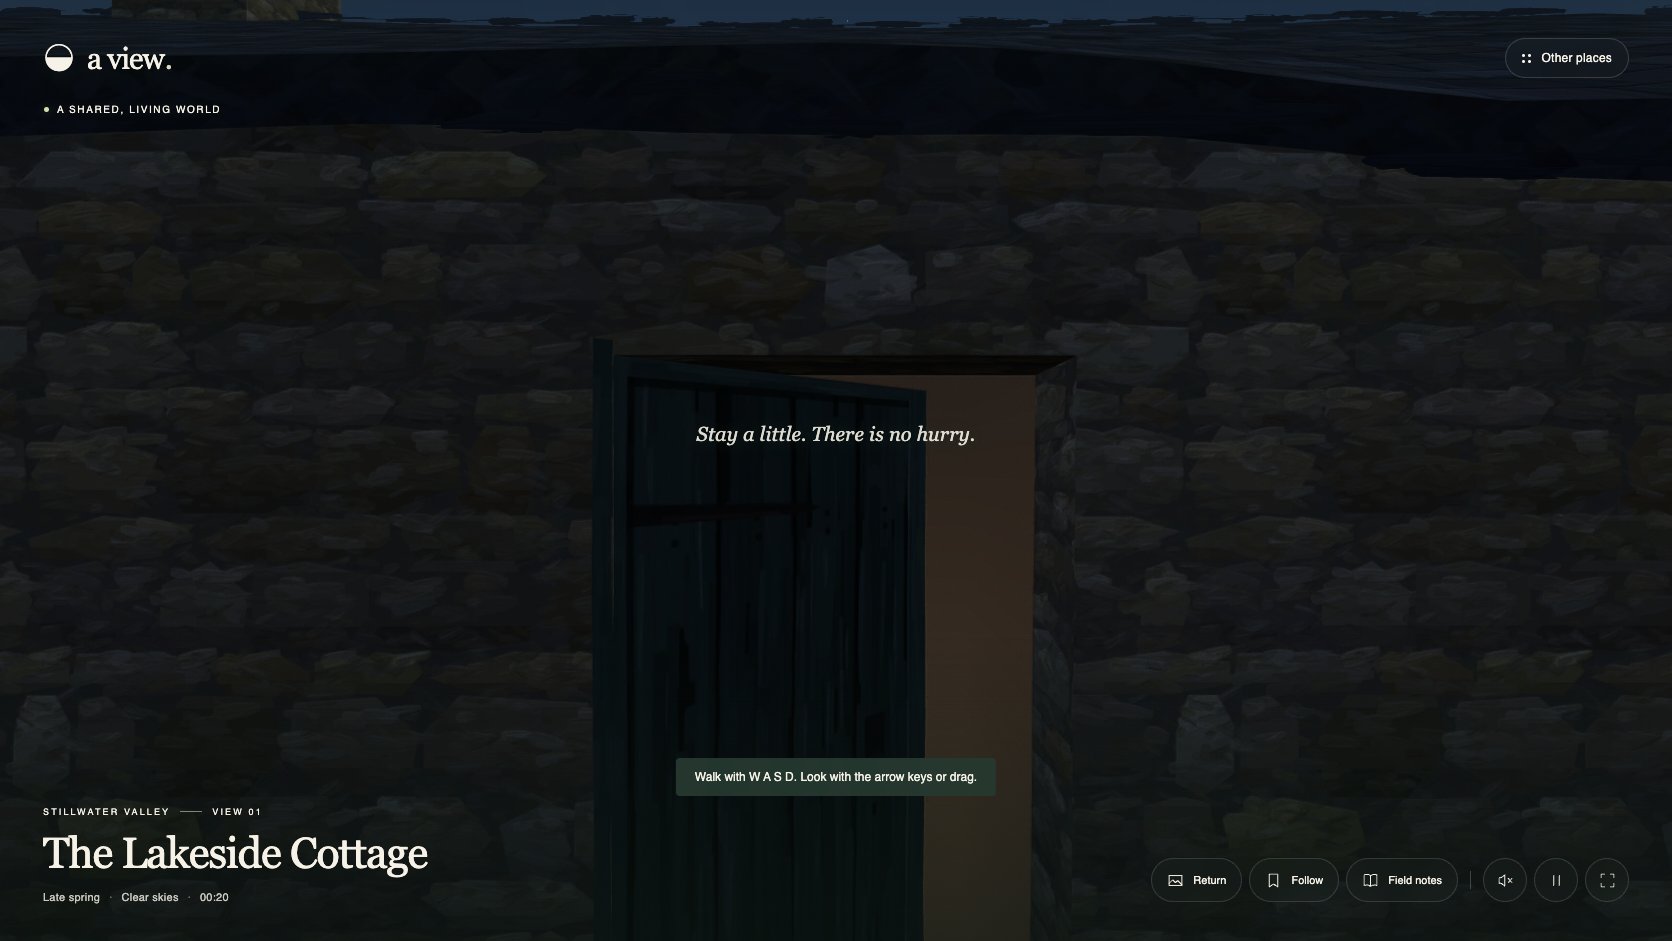 a view.
Other places
A SHARED, LIVING WORLD
Stay a little. There is no hurry.
Walk with W A S D. Look with the arrow keys or drag.
STILLWATER VALLEY — VIEW 01
The Lakeside Cottage
Late spring · Clear skies · 00:20
Return
Follow
Field notes